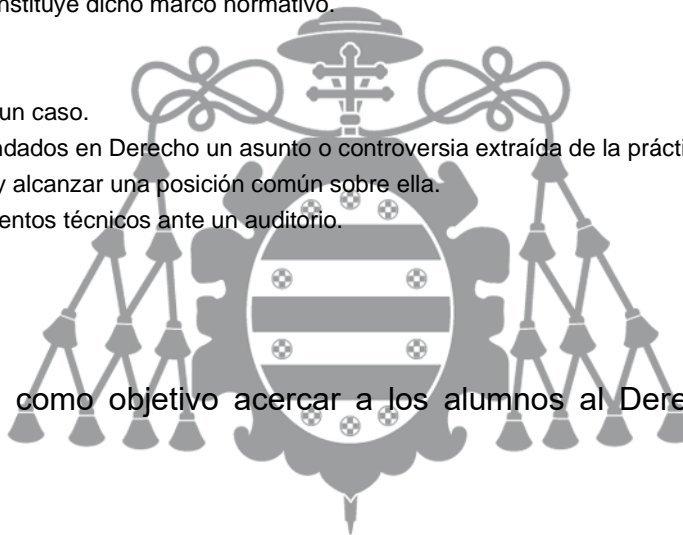 nstituye dicho marco normativo.
un caso.
ndados en Derecho un asunto o controversia extraída de la prácti
y alcanzar una posición común sobre ella.
entos técnicos ante un auditorio.
como objetivo acercar a los alumnos al Dere